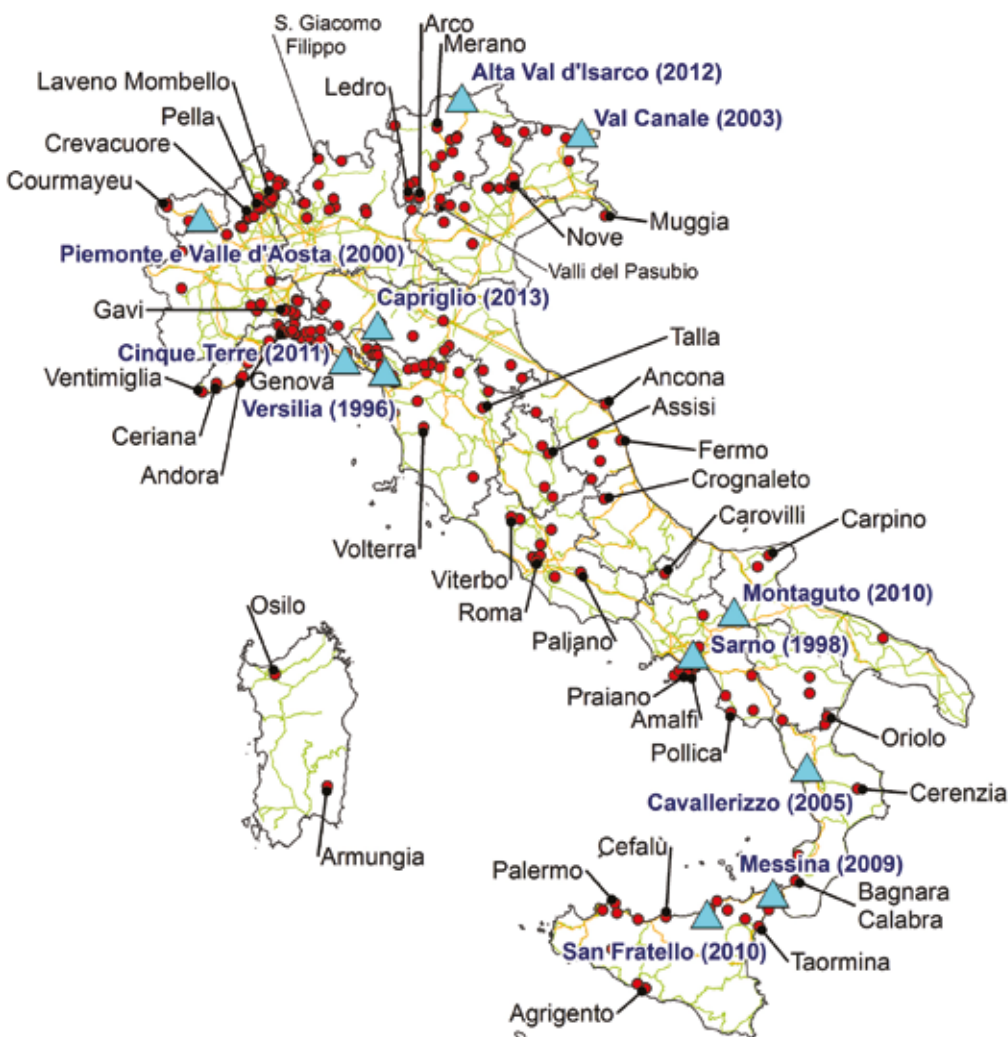 S. Giacomo
Filippo
Arco
Merano
Laveno Mombello
Ledro
Alta Val d'Isarco (2012)
Pella
Val Canale (2003)
Crevacuore
Courmayeu
Muggia
Nove
Piemonte e Valle d'Aosta (2000)
Valli del Pasubio
Capriglio (2013)
Gavi
Talla
Cinque Terre (2011)
Ventimiglia
Genova
Ancona
Versilia (1996)
Assisi
Ceriana
Fermo
Andora
Crognaleto
Volterra
Carovilli
Carpino
Viterbo
Roma
Montaguto (2010)
Osilo
Paljano
Sarno (1998)
Praiano
Amalfi
Pollica
Oriolo
Cavallerizzo (2005)
Cerenzia
Armungia
Cefalù
Messina (2009)
Palermo
Bagnara
Calabra
San Fratello (2010)
Taormina
Agrigento